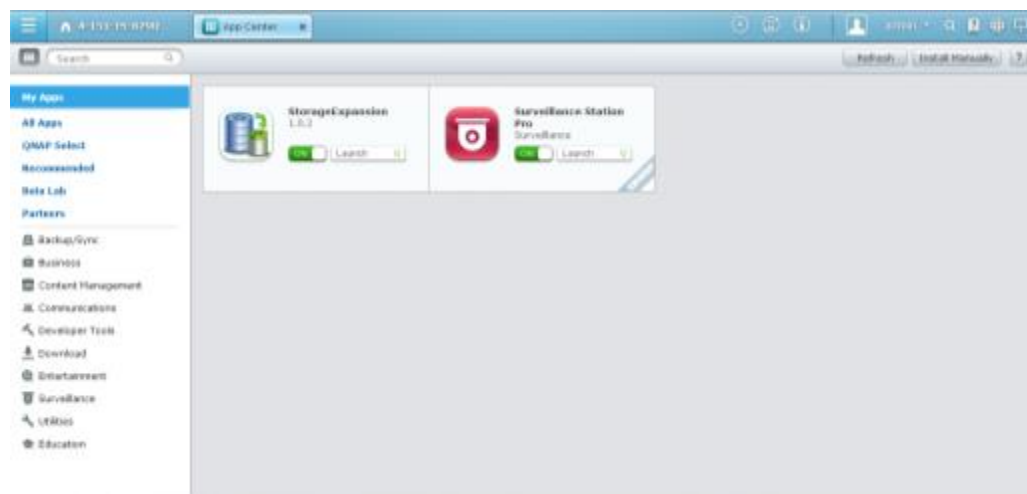 App Center
Search
Refresh
Install Manually
?
My Apps
All Apps
QNAP Select
Recommended
Beta Lab
Partners
Backup/Sync
Business
Content Management
Communications
Developer Tools
Download
Entertainment
Surveillance
Utilities
Education
StorageExpansion
ON
Launch
Surveillance Station
Pro
Surveillance
ON
Launch